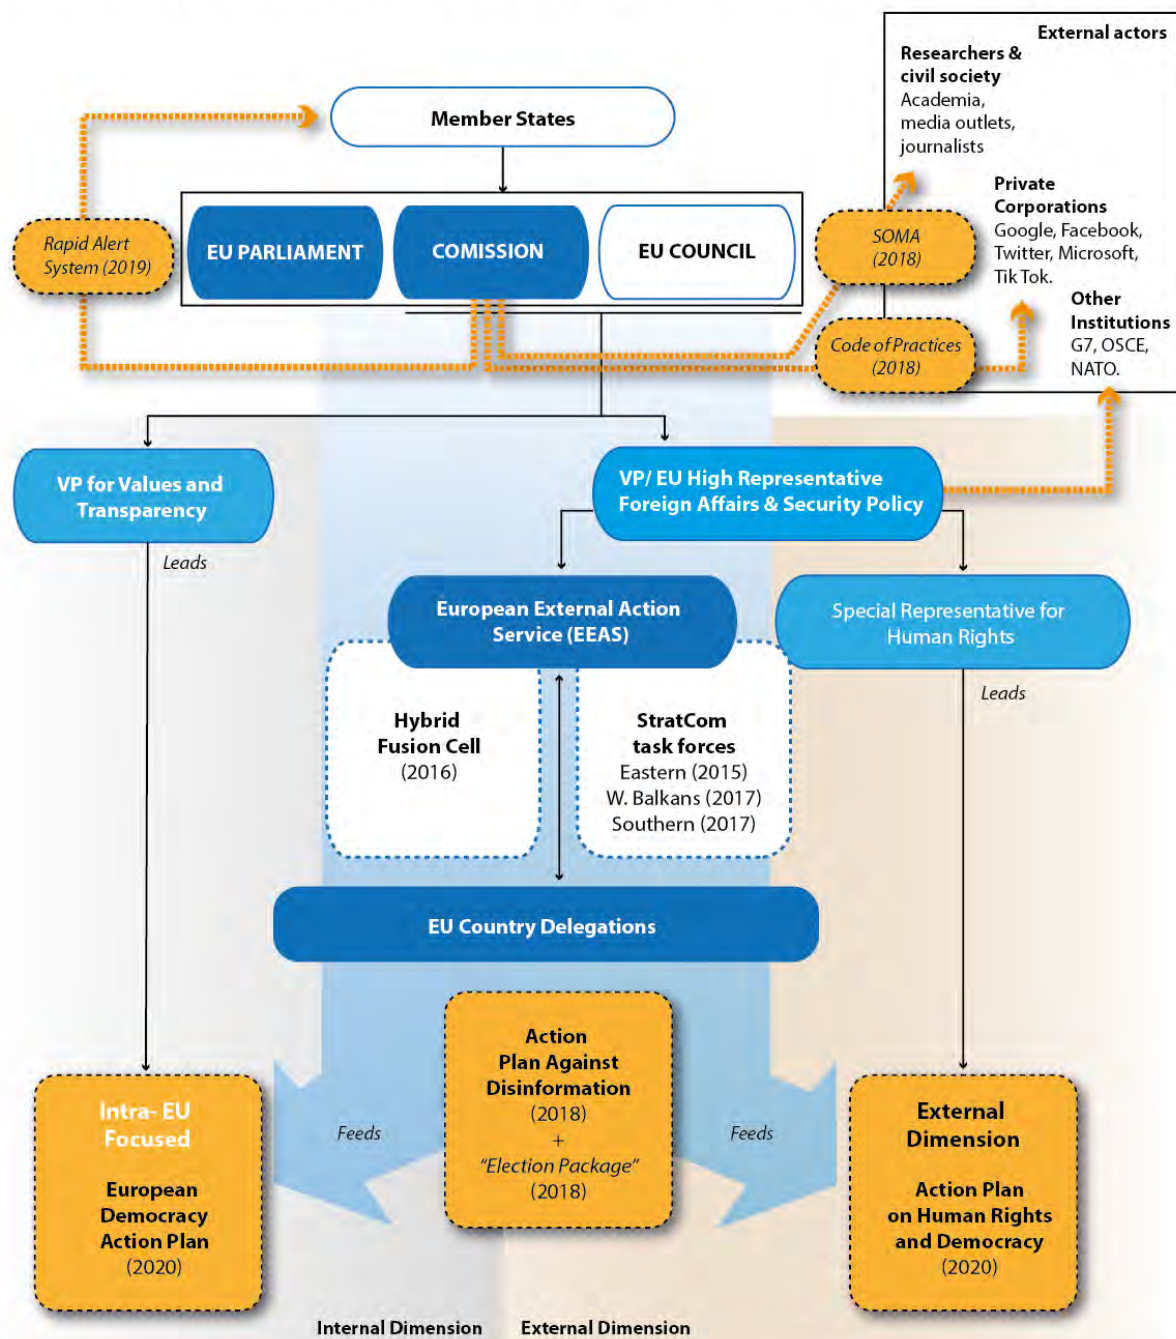 External actors
Researchers &
civil society
Academia,
media outlets,
journalists
Member States
Private
Corporations
Google, Facebook,
Twitter, Microsoft,
Tik Tok.
Rapid Alert
System (2019)
EU PARLIAMENT
COMISSION
EU COUNCIL
SOMA
(2018)
Other
Institutions
G7, OSCE,
NATO.
Code of Practices
(2018)
VP for Values and
Transparency
VP/ EU High Representative
Foreign Affairs & Security Policy
Leads
European External Action
Service (EEAS)
Special Representative for
Human Rights
Leads
Hybrid
Fusion Cell
(2016)
StratCom
task forces
Eastern (2015)
W. Balkans (2017)
Southern (2017)
EU Country Delegations
Action
Plan Against
Disinformation
(2018)
+
"Election Package"
(2018)
Feeds
Feeds
Intra- EU
Focused
European
Democracy
Action Plan
(2020)
External
Dimension
Action Plan
on Human Rights
and Democracy
(2020)
Internal Dimension
External Dimension